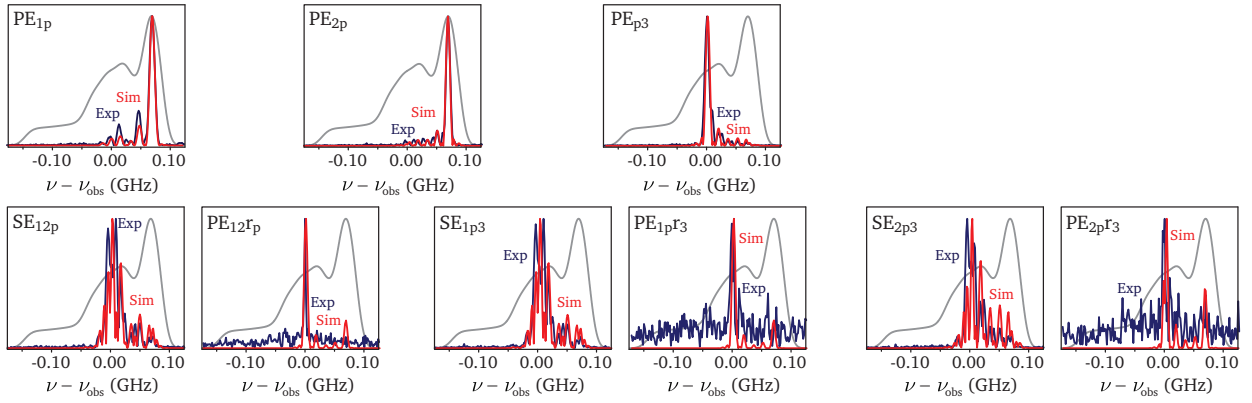 PE1p
Sim
Exp
-0.10 0.00 0.10
ν − νobs (GHz)
PE2p
Sim
Exp
-0.10 0.00 0.10
ν − νobs (GHz)
PEp3
Exp
Sim
-0.10 0.00 0.10
ν − νobs (GHz)
SE12p
Exp
Sim
-0.10 0.00 0.10
ν − νobs (GHz)
PE12rp
Exp
Sim
-0.10 0.00 0.10
ν − νobs (GHz)
SE1p3
Exp
Sim
-0.10 0.00 0.10
ν − νobs (GHz)
PE1pr3
Sim
Exp
-0.10 0.00 0.10
ν − νobs (GHz)
SE2p3
Exp
Sim
-0.10 0.00 0.10
ν − νobs (GHz)
PE2pr3
Sim
Exp
-0.10 0.00 0.10
ν − νobs (GHz)